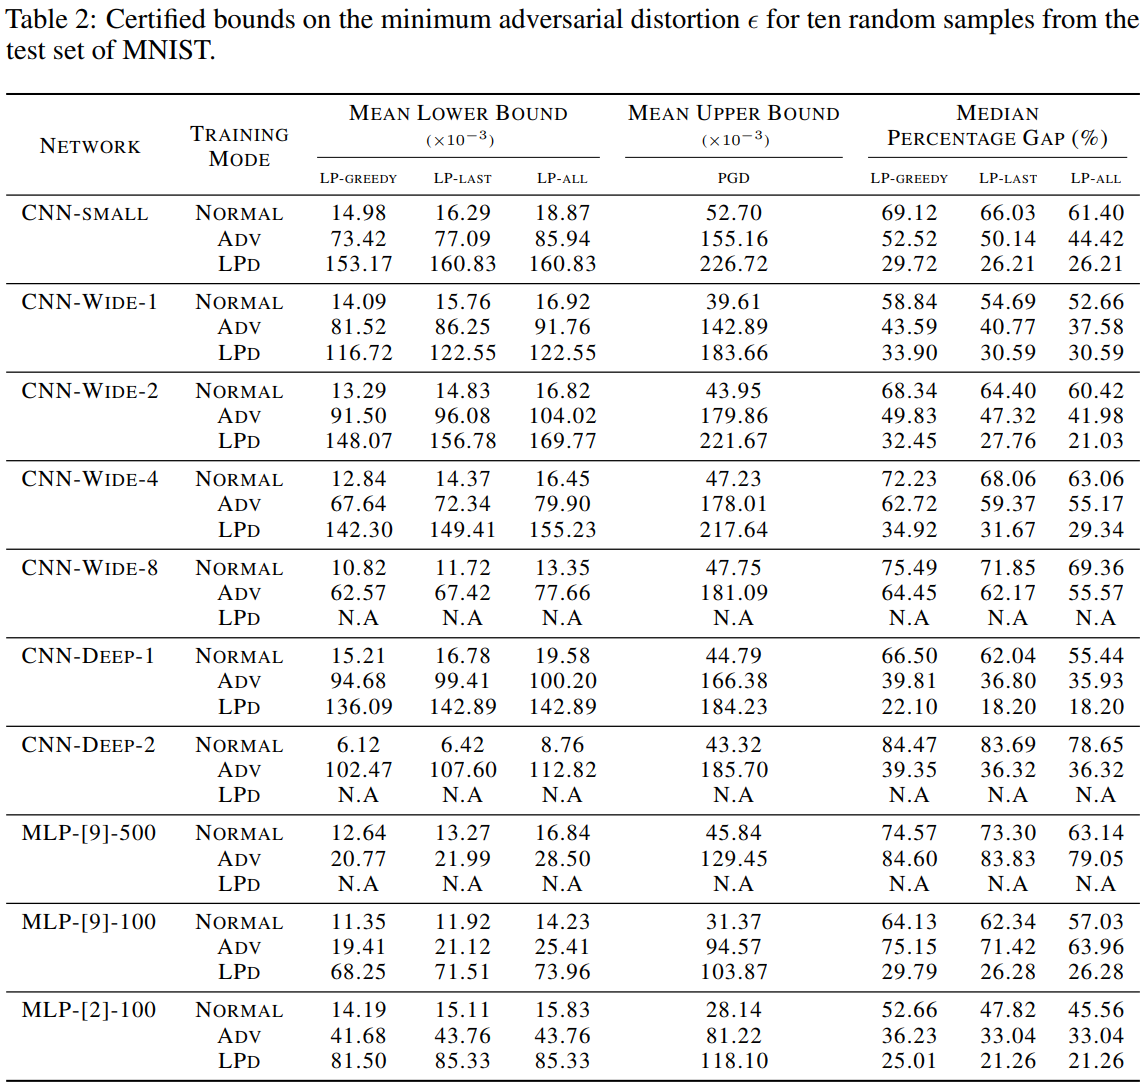 Table 2: Certified bounds on the minimum adversarial distortion ϵ for ten random samples from the
test set of MNIST.
NETWORK TRAINING MODE MEAN LOWER BOUND (×10⁻³) MEAN UPPER BOUND (×10⁻³) MEDIAN PERCENTAGE GAP (%)
LP-GREEDY LP-LAST LP-ALL PGD LP-GREEDY LP-LAST LP-ALL
CNN-SMALL NORMAL 14.98 16.29 18.87 52.70 69.12 66.03 61.40
ADV 73.42 77.09 85.94 155.16 52.52 50.14 44.42
LPD 153.17 160.83 160.83 226.72 29.72 26.21 26.21
CNN-WIDE-1 NORMAL 14.09 15.76 16.92 39.61 58.84 54.69 52.66
ADV 81.52 86.25 91.76 142.89 43.59 40.77 37.58
LPD 116.72 122.55 122.55 183.66 33.90 30.59 30.59
CNN-WIDE-2 NORMAL 13.29 14.83 16.82 43.95 68.34 64.40 60.42
ADV 91.50 96.08 104.02 179.86 49.83 47.32 41.98
LPD 148.07 156.78 169.77 221.67 32.45 27.76 21.03
CNN-WIDE-4 NORMAL 12.84 14.37 16.45 47.23 72.23 68.06 63.06
ADV 67.64 72.34 79.90 178.01 62.72 59.37 55.17
LPD 142.30 149.41 155.23 217.64 34.92 31.67 29.34
CNN-WIDE-8 NORMAL 10.82 11.72 13.35 47.75 75.49 71.85 69.36
ADV 62.57 67.42 77.66 181.09 64.45 62.17 55.57
LPD N.A N.A N.A N.A N.A N.A N.A
CNN-DEEP-1 NORMAL 15.21 16.78 19.58 44.79 66.50 62.04 55.44
ADV 94.68 99.41 100.20 166.38 39.81 36.80 35.93
LPD 136.09 142.89 142.89 184.23 22.10 18.20 18.20
CNN-DEEP-2 NORMAL 6.12 6.42 8.76 43.32 84.47 83.69 78.65
ADV 102.47 107.60 112.82 185.70 39.35 36.32 36.32
LPD N.A N.A N.A N.A N.A N.A N.A
MLP-[9]-500 NORMAL 12.64 13.27 16.84 45.84 74.57 73.30 63.14
ADV 20.77 21.99 28.50 129.45 84.60 83.83 79.05
LPD N.A N.A N.A N.A N.A N.A N.A
MLP-[9]-100 NORMAL 11.35 11.92 14.23 31.37 64.13 62.34 57.03
ADV 19.41 21.12 25.41 94.57 75.15 71.42 63.96
LPD 68.25 71.51 73.96 103.87 29.79 26.28 26.28
MLP-[2]-100 NORMAL 14.19 15.11 15.83 28.14 52.66 47.82 45.56
ADV 41.68 43.76 43.76 81.22 36.23 33.04 33.04
LPD 81.50 85.33 85.33 118.10 25.01 21.26 21.26